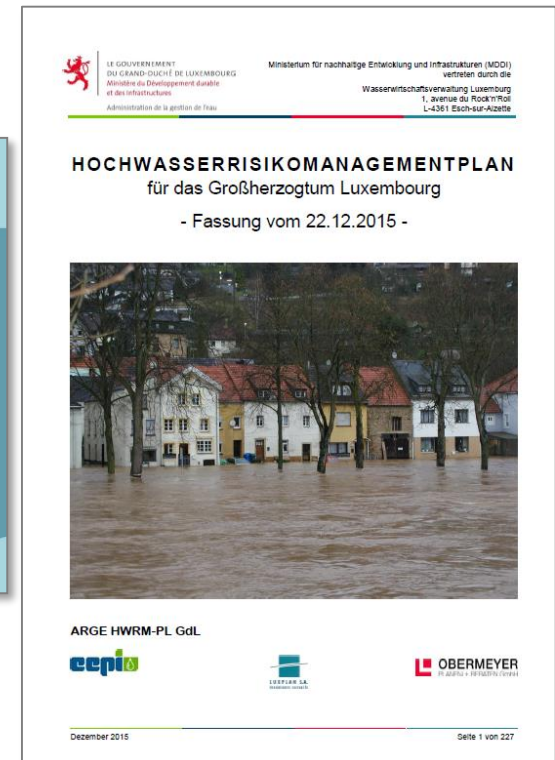 LE GOUVERNEMENT
DU GRAND-DUCHÉ DE LUXEMBOURG
Ministère du Développement durable
et des Infrastructures
Administration de la gestion de l'eau
Ministerium für nachhaltige Entwicklung und Infrastrukturen (MDDI)
vertreten durch die
Wasserwirtschaftsverwaltung Luxemburg
1, avenue du Rock'n'Roll
L-4361 Esch-sur-Alzette
HOCHWASSERRISIKOMANAGEMENTPLAN
für das Großherzogtum Luxembourg
- Fassung vom 22.12.2015 -
ARGE HWRM-PL GdL
LUXPLAN S.A.
OBERMEYER
PLANEN + BERATEN GmbH
Dezember 2015
Seite 1 von 227